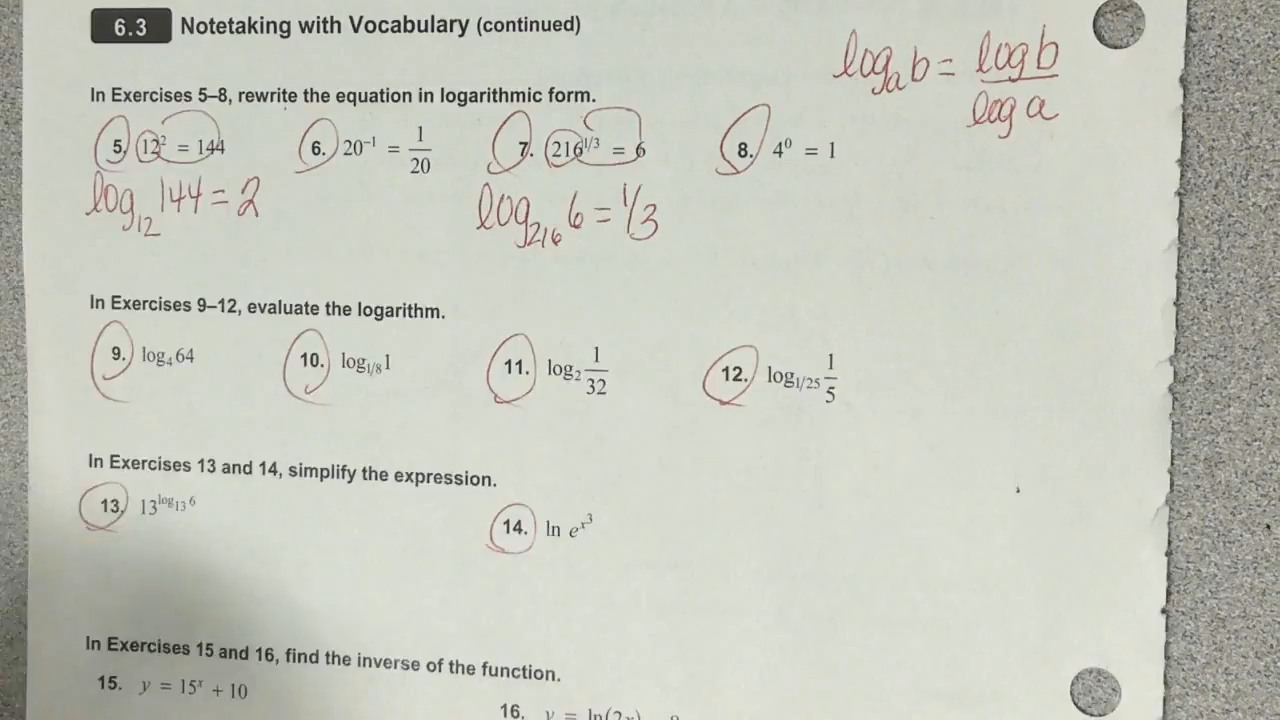 6.3 Notetaking with Vocabulary (continued)
logₐb = log b / log a
In Exercises 5–8, rewrite the equation in logarithmic form.
5. 12² = 144 6. 20⁻¹ = 1/20 7. 216^(1/3) = 6 8. 4⁰ = 1
log₁₂ 144 = 2 log₂₁₆ 6 = 1/3
In Exercises 9–12, evaluate the logarithm.
9. log₄ 64 10. log_(1/8) 1 11. log₂ 1/32 12. log_(1/25) 1/5
In Exercises 13 and 14, simplify the expression.
13. 13^(log₁₃ 6) 14. ln e^(x³)
In Exercises 15 and 16, find the inverse of the function.
15. y = 15ˣ + 10
16. y = ln(2x)